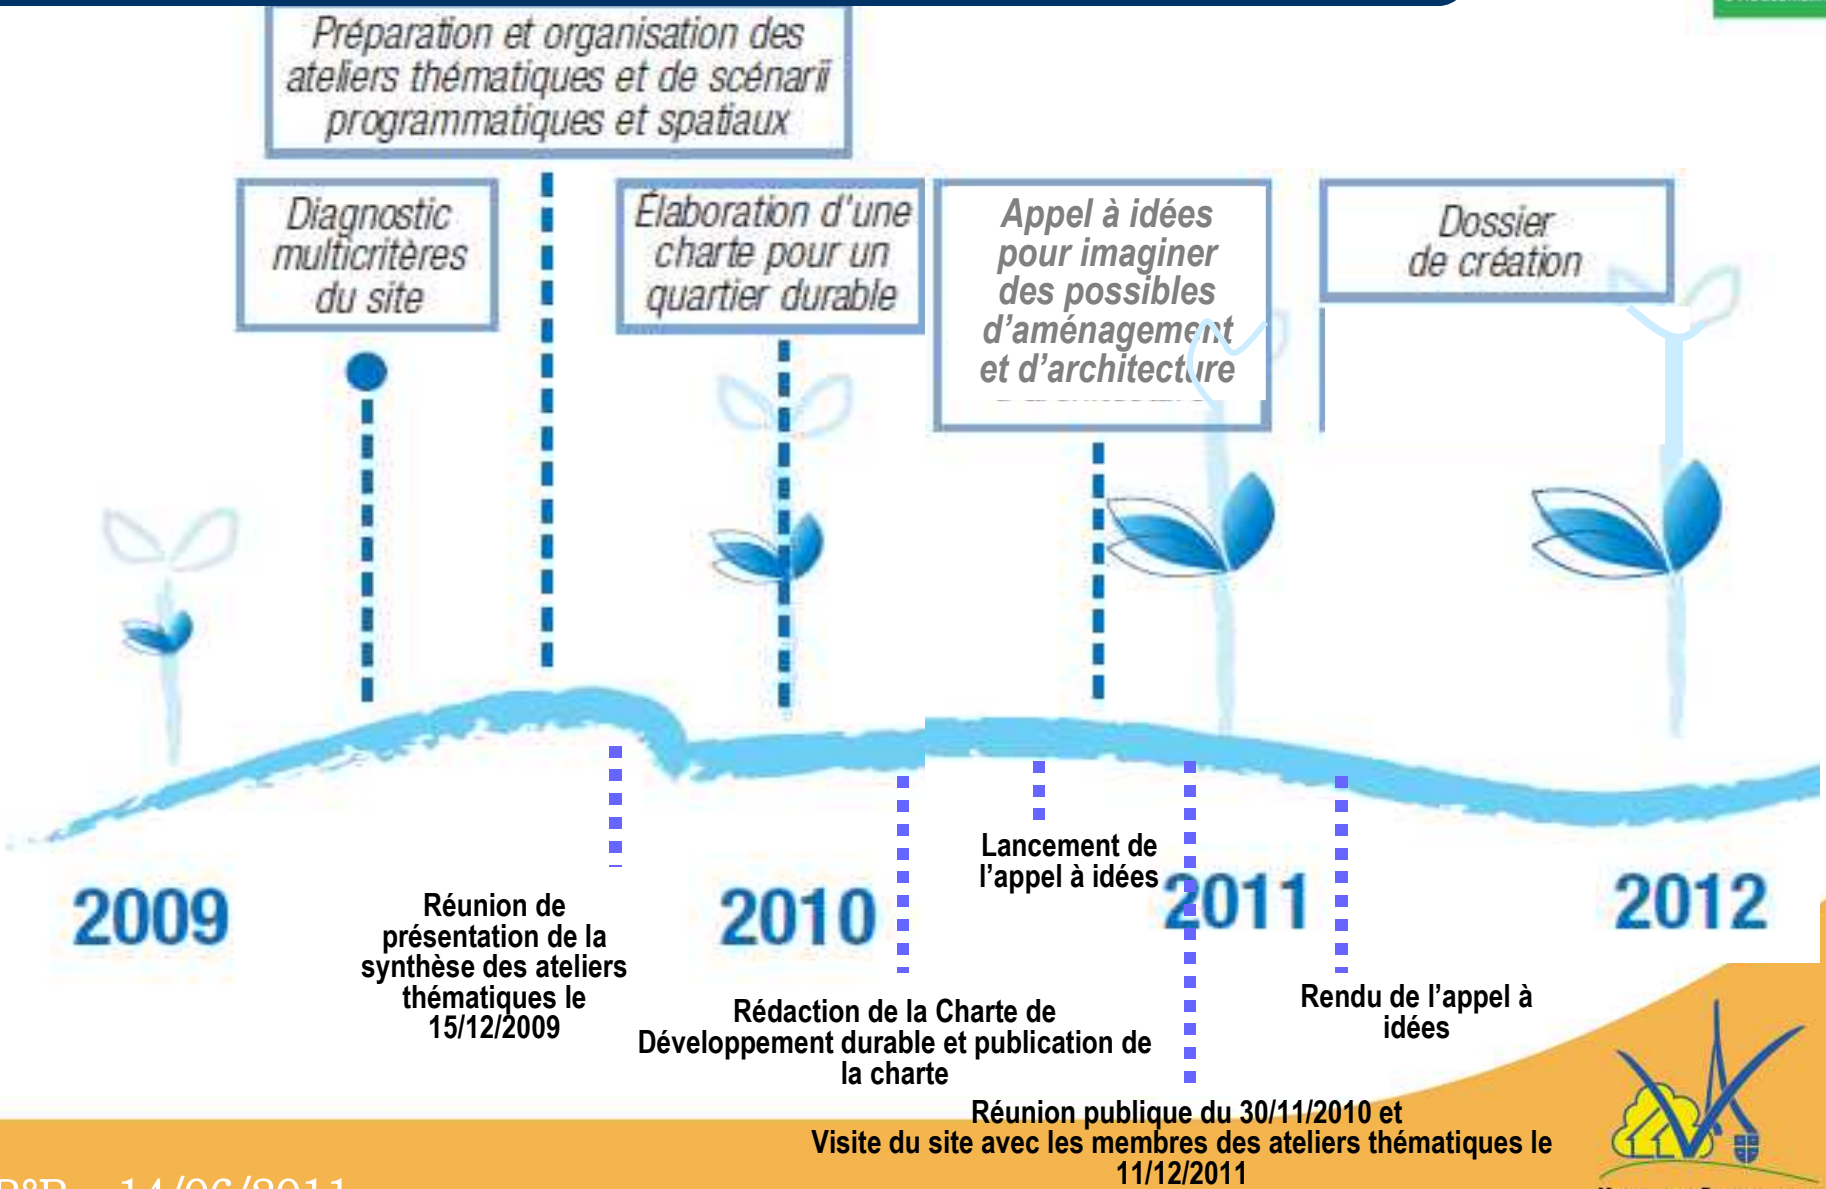 Préparation et organisation des
ateliers thématiques et de scénarii
programmatiques et spatiaux
Diagnostic
multicritères
du site
Élaboration d'une
charte pour un
quartier durable
Appel à idées
pour imaginer
des possibles
d’aménagement
et d’architecture
Dossier
de création
2009
2010
2011
2012
Réunion de
présentation de la
synthèse des ateliers
thématiques le
15/12/2009
Rédaction de la Charte de
Développement durable et publication de
la charte
Lancement de
l’appel à idées
Réunion publique du 30/11/2010 et
Visite du site avec les membres des ateliers thématiques le
11/12/2011
Rendu de l’appel à
idées
14/06/2011